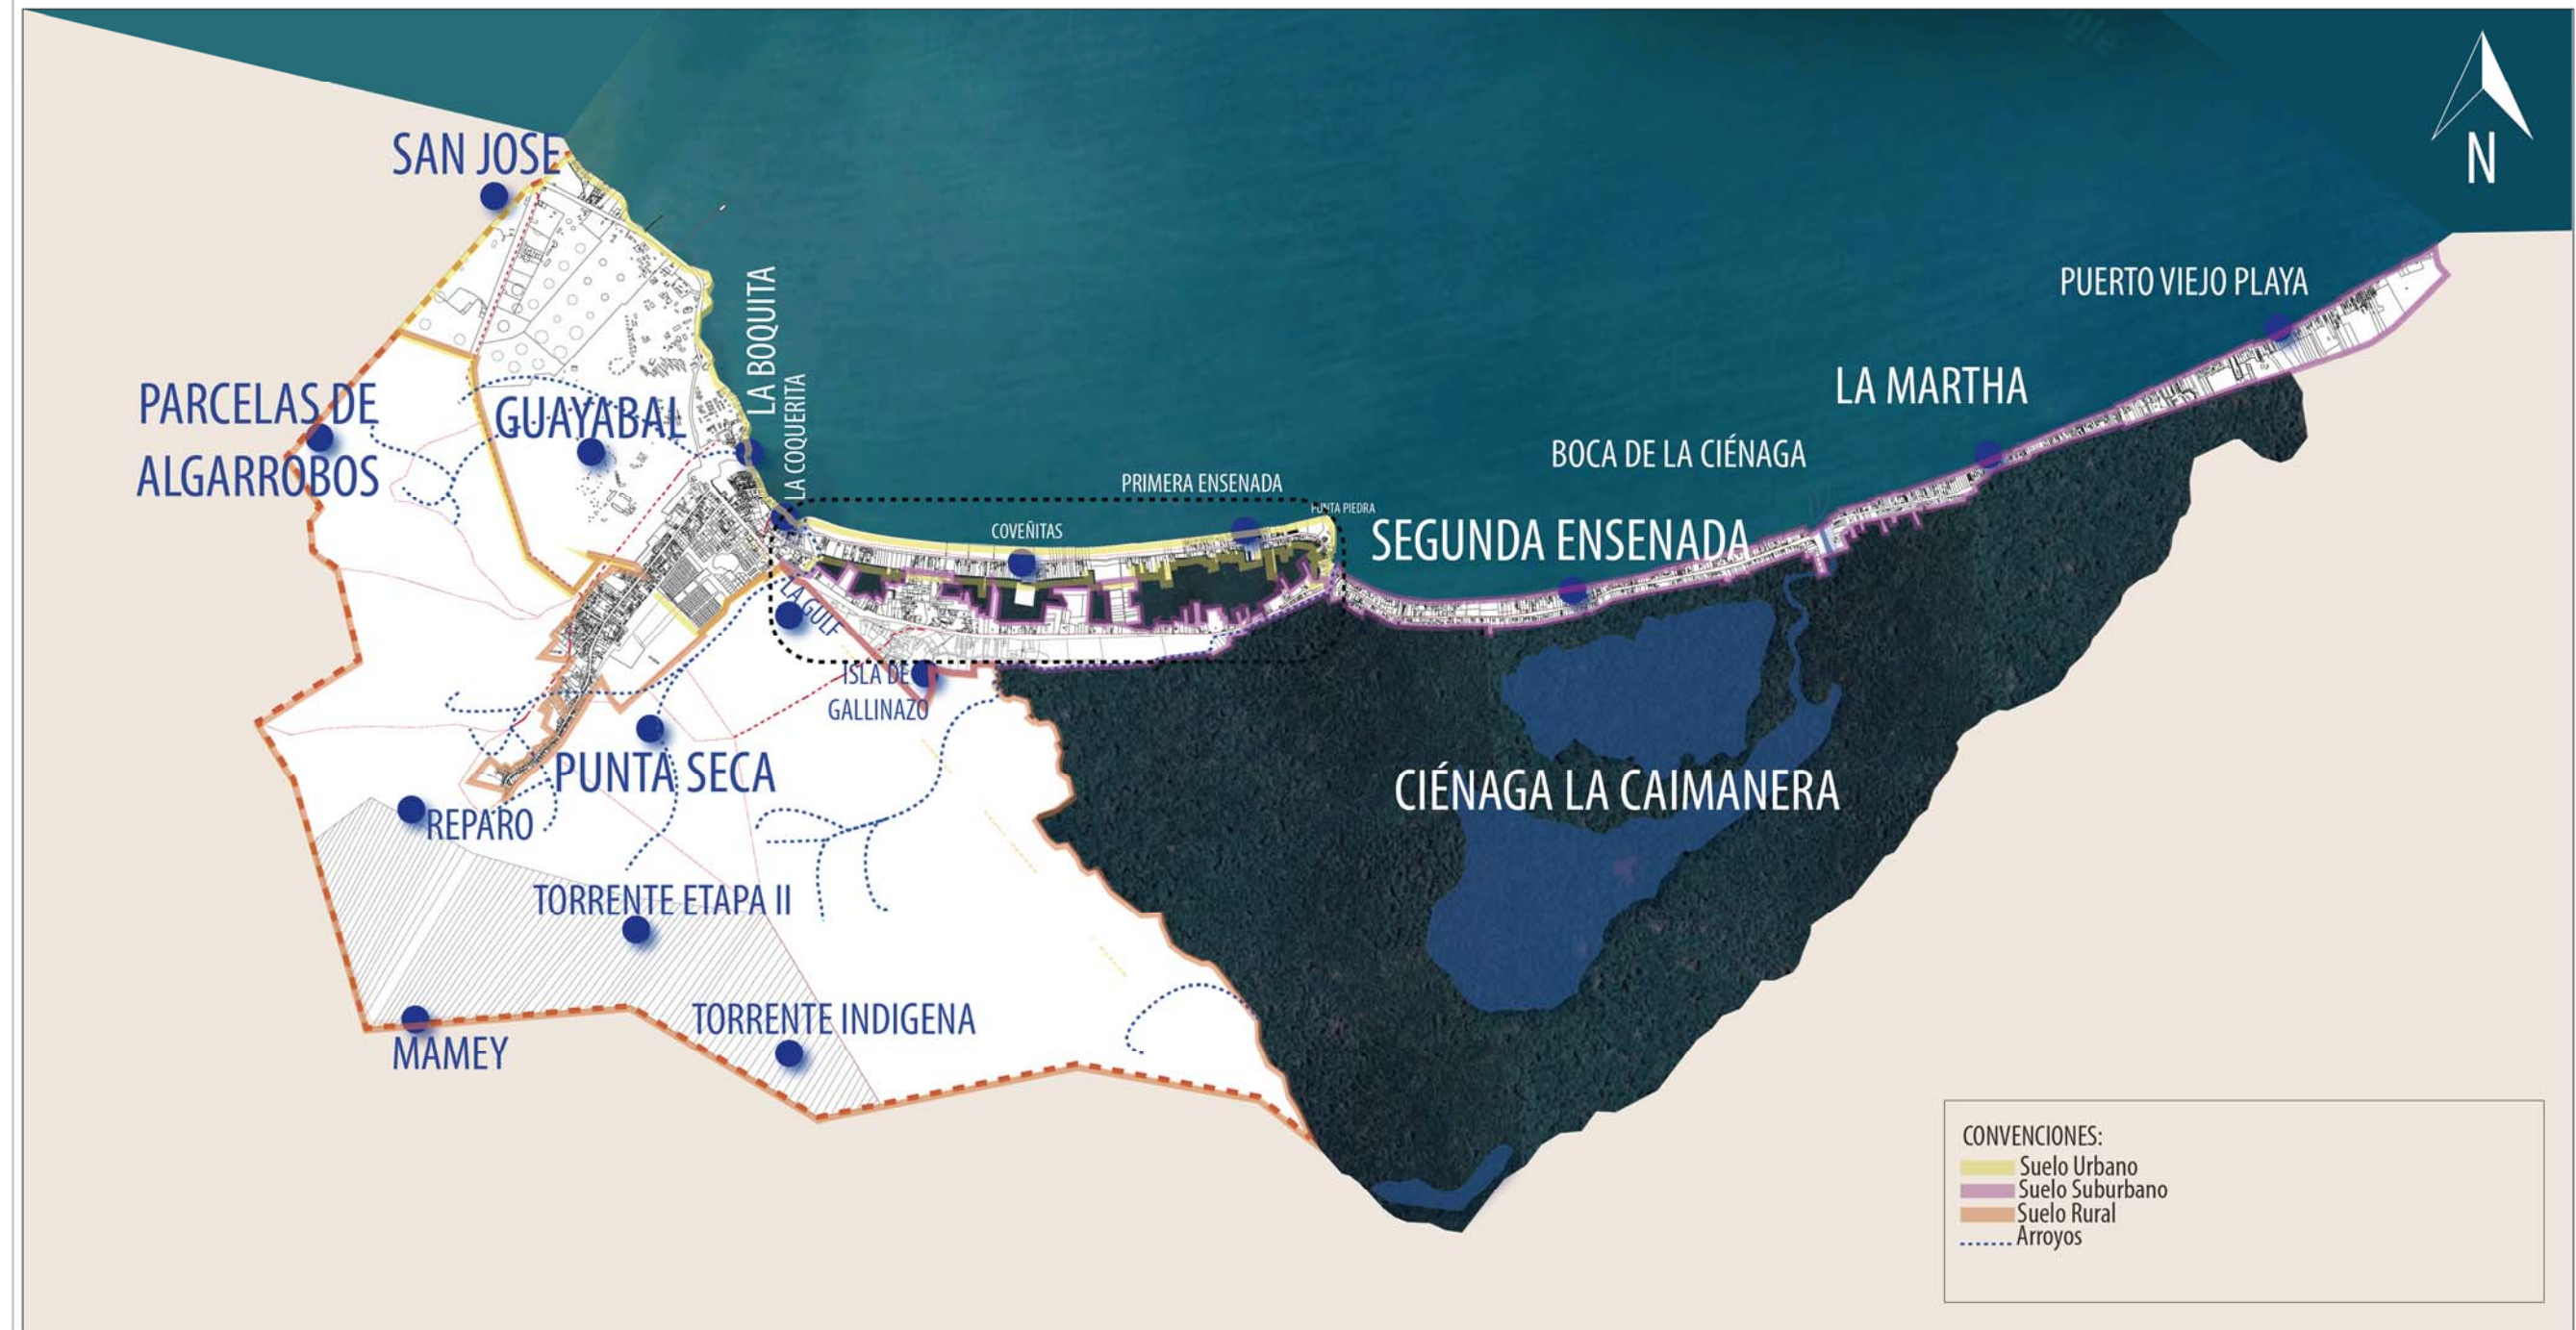 N
SAN JOSE
PUERTO VIEJO PLAYA
LA BOQUITA
LA COQUERITA
PARCELAS DE
ALGARROBOS
GUAYABAL
LA MARTHA
BOCA DE LA CIÉNAGA
PRIMERA ENSENADA
PUNTA PIEDRA
COVEÑITAS
SEGUNDA ENSENADA
LA GULF
ISLA DE
GALLINAZO
PUNTA SECA
CIÉNAGA LA CAIMANERA
REPARO
TORRENTE ETAPA II
TORRENTE INDIGENA
MAMEY
CONVENCIONES:
Suelo Urbano
Suelo Suburbano
Suelo Rural
Arroyos